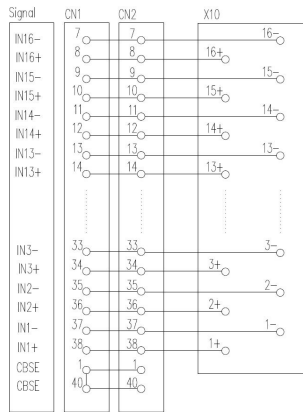 Signal CN1 CN2 X10
IN16- 7 7 16-
IN16+ 8 8 16+
IN15- 9 9 15-
IN15+ 10 10 15+
IN14- 11 11 14-
IN14+ 12 12 14+
IN13- 13 13 13-
IN13+ 14 14 13+
IN3- 33 33 3-
IN3+ 34 34 3+
IN2- 35 35 2-
IN2+ 36 36 2+
IN1- 37 37 1-
IN1+ 38 38 1+
CBSE 1 1
CBSE 40 40